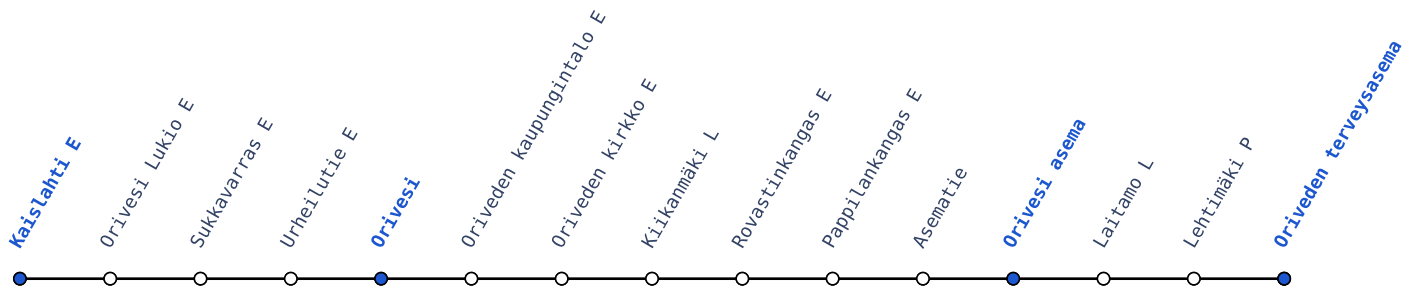 Kaislahti E
Orivesi Lukio E
Sukkavarras E
Urheilutie E
Orivesi
Oriveden kaupungintalo E
Oriveden kirkko E
Kiikanmäki L
Rovastinkangas E
Pappilankangas E
Asematie
Orivesi asema
Laitamo L
Lehtimäki P
Oriveden terveysasema